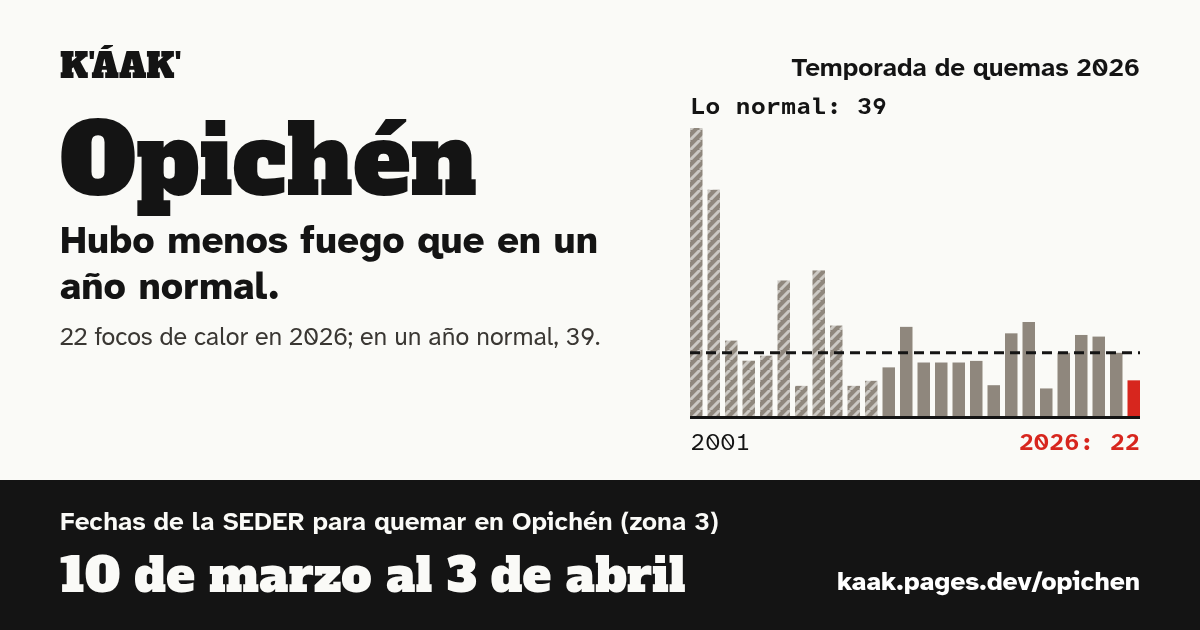 K'ÁAK'
Opichén
Hubo menos fuego que en un
año normal.
22 focos de calor en 2026; en un año normal, 39.
Temporada de quemas 2026
Lo normal: 39
2001
2026: 22
Fechas de la SEDER para quemar en Opichén (zona 3)
10 de marzo al 3 de abril
kaak.pages.dev/opichen